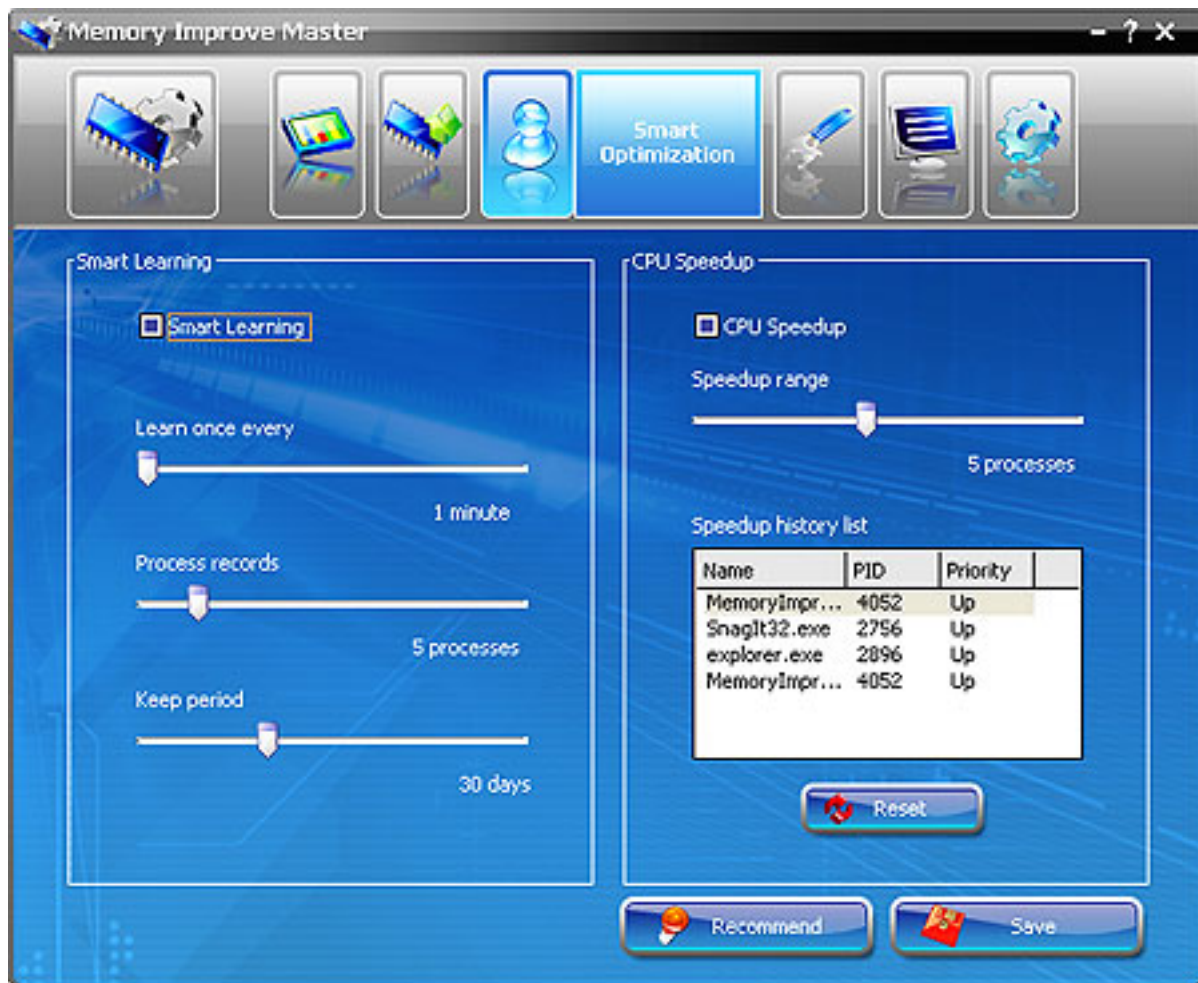 Memory Improve Master
Smart
Optimization
Smart Learning
Smart Learning
Learn once every
1 minute
Process records
5 processes
Keep period
30 days
CPU Speedup
CPU Speedup
Speedup range
5 processes
Speedup history list
Name PID Priority
MemoryImpr... 4052 Up
SnagIt32.exe 2756 Up
explorer.exe 2896 Up
MemoryImpr... 4052 Up
Reset
Recommend
Save